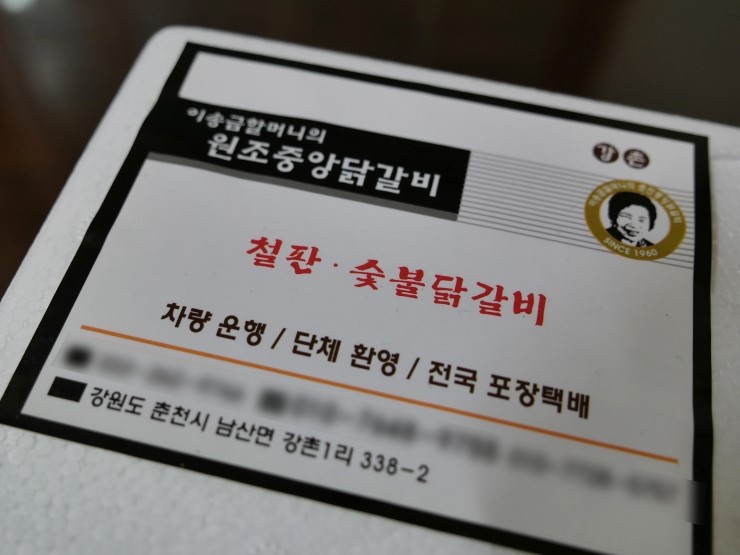 이송금할머니의
원조중앙닭갈비
강촌
SINCE 1960
철판·숯불닭갈비
차량 운행 / 단체 환영 / 전국 포장택배
강원도 춘천시 남산면 강촌1리 338-2